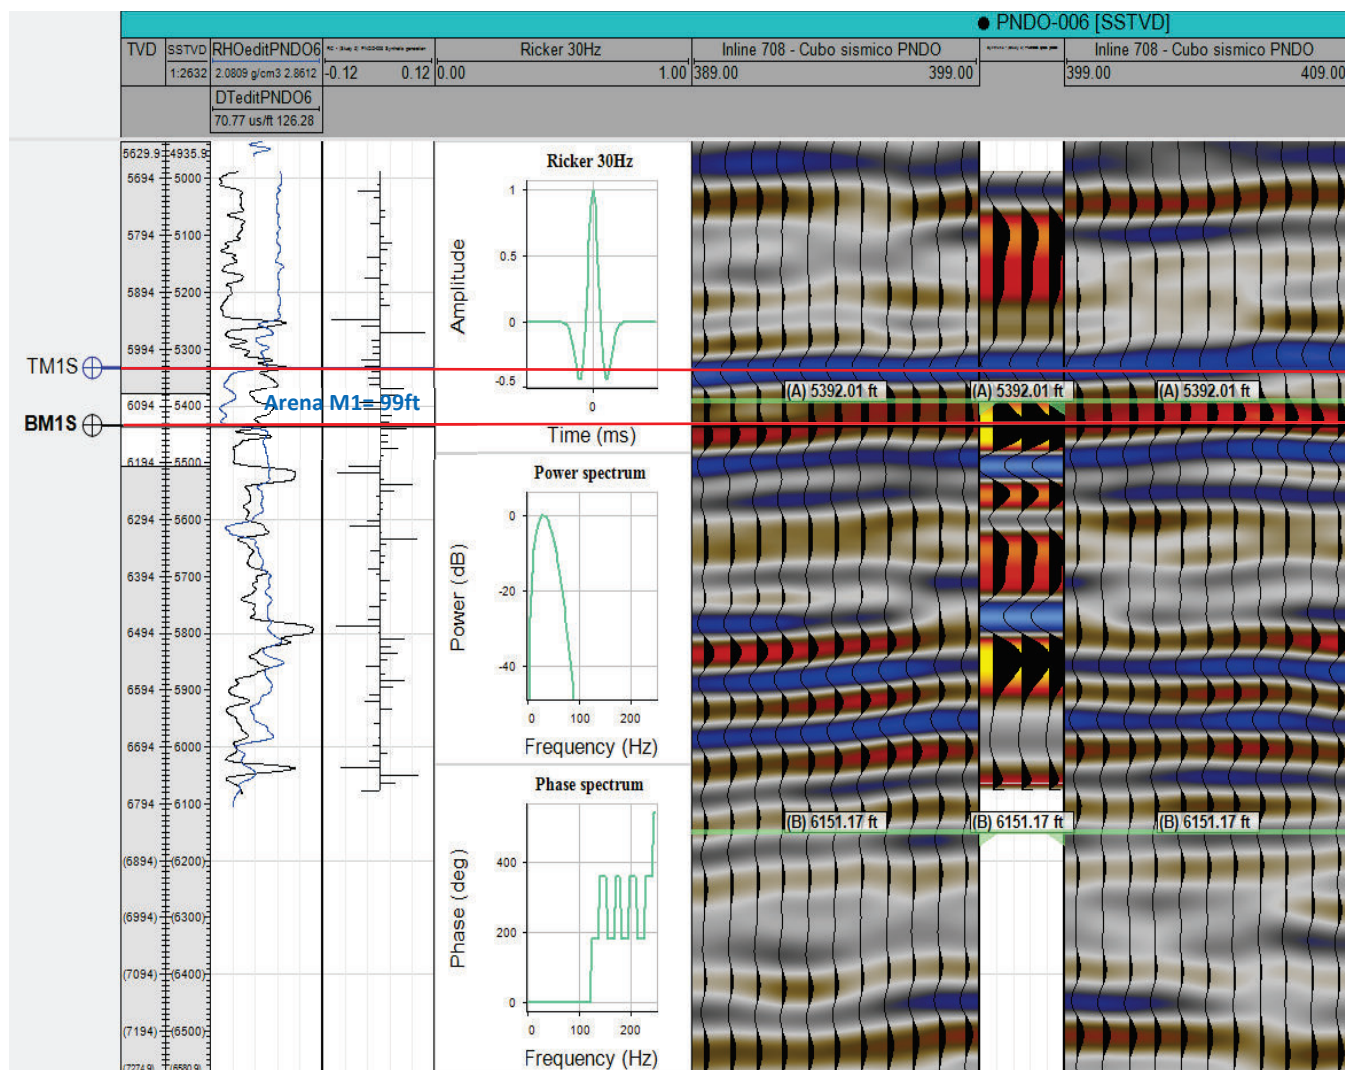 PNDO-006 [SSTVD]
TVD
SSTVD
1:2632
RHOeditPNDO6
2.0809 g/cm3 2.8612
DTeditPNDO6
70.77 us/ft 126.28
-0.12 0.12
Ricker 30Hz
0.00 1.00
Inline 708 - Cubo sismico PNDO
389.00 399.00
Inline 708 - Cubo sismico PNDO
399.00 409.00
5629.9 4935.9
5694 5000
5794 5100
5894 5200
5994 5300
6094 5400
6194 5500
6294 5600
6394 5700
6494 5800
6594 5900
6694 6000
6794 6100
(6894) (6200)
(6994) (6300)
(7094) (6400)
(7194) (6500)
(7274.9) (6580.9)
TM1S
BM1S
Arena M1= 99ft
Ricker 30Hz
Amplitude
1
0.5
0
-0.5
0
Time (ms)
Power spectrum
Power (dB)
0
-20
-40
0 100 200
Frequency (Hz)
Phase spectrum
Phase (deg)
400
200
0
0 100 200
Frequency (Hz)
(A) 5392.01 ft
(A) 5392.01 ft
(A) 5392.01 ft
(B) 6151.17 ft
(B) 6151.17 ft
(B) 6151.17 ft